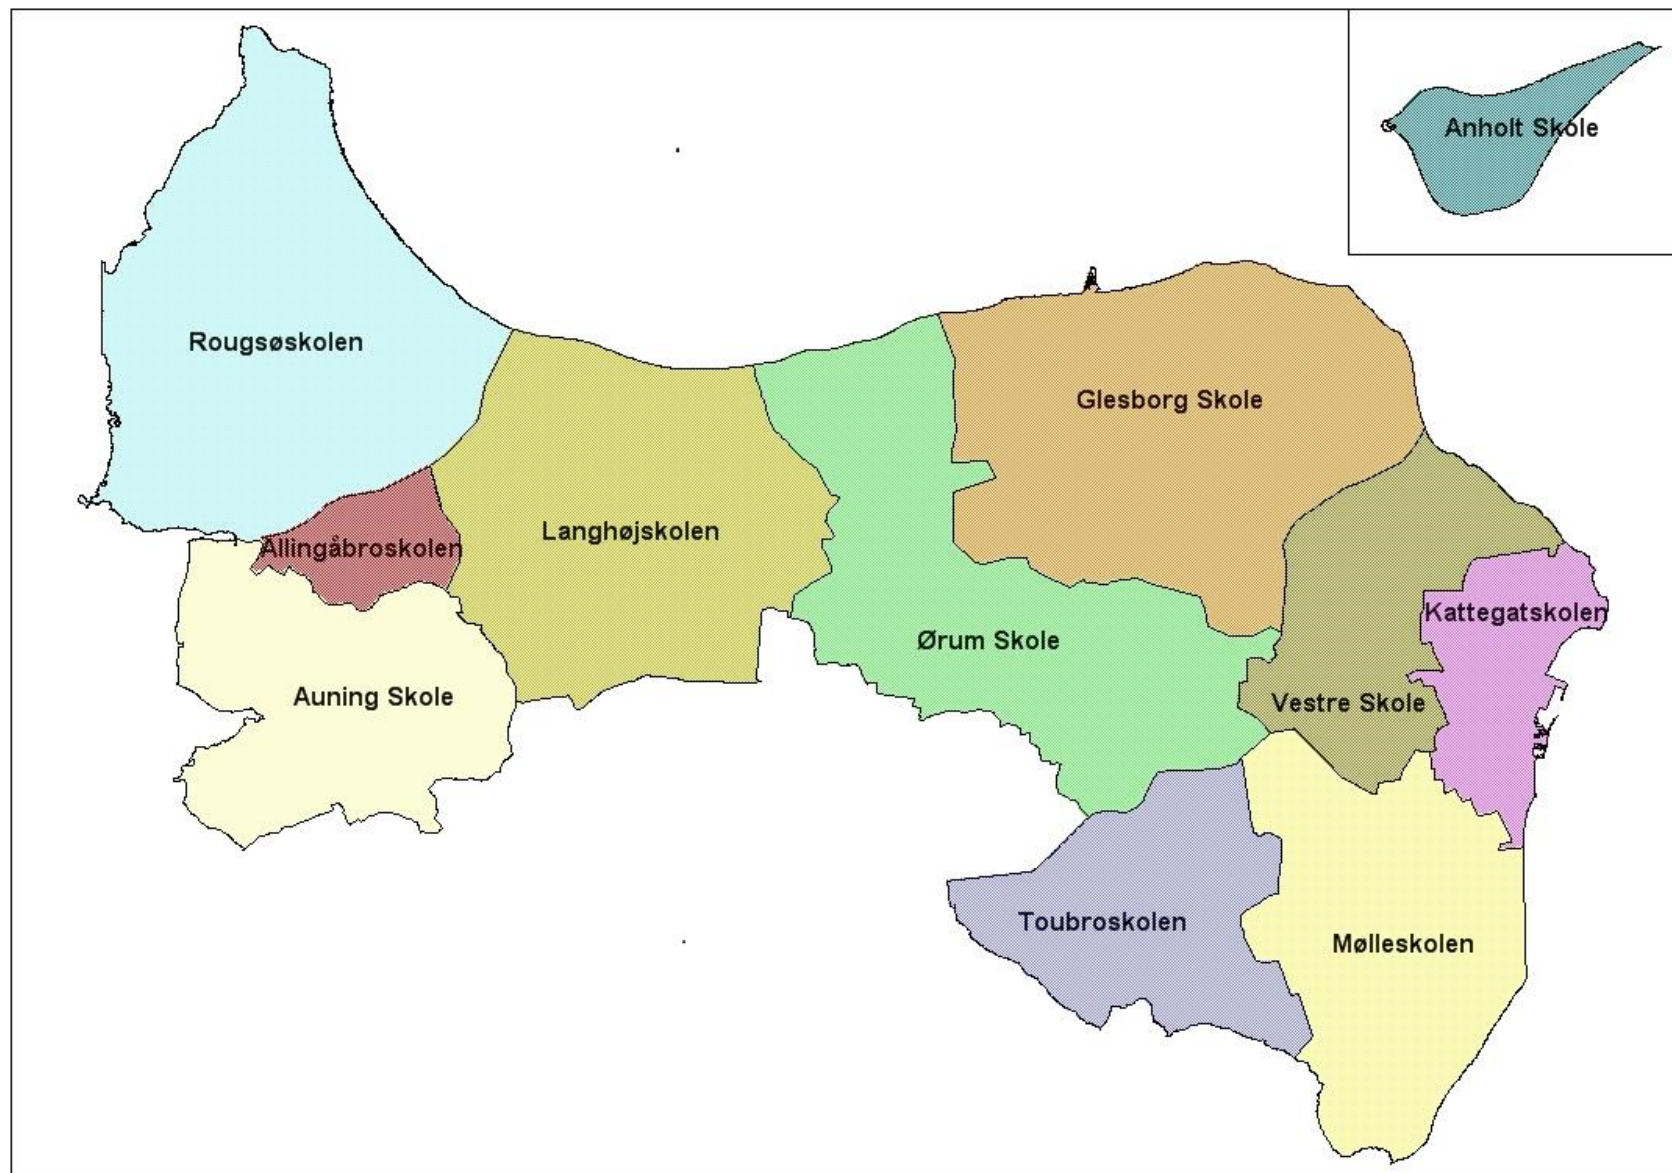 Anholt Skole
Rougsøskolen
Glesborg Skole
Langhøjskolen
Allingåbroskolen
Kattegatskolen
Ørum Skole
Auning Skole
Vestre Skole
Toubroskolen
Mølleskolen